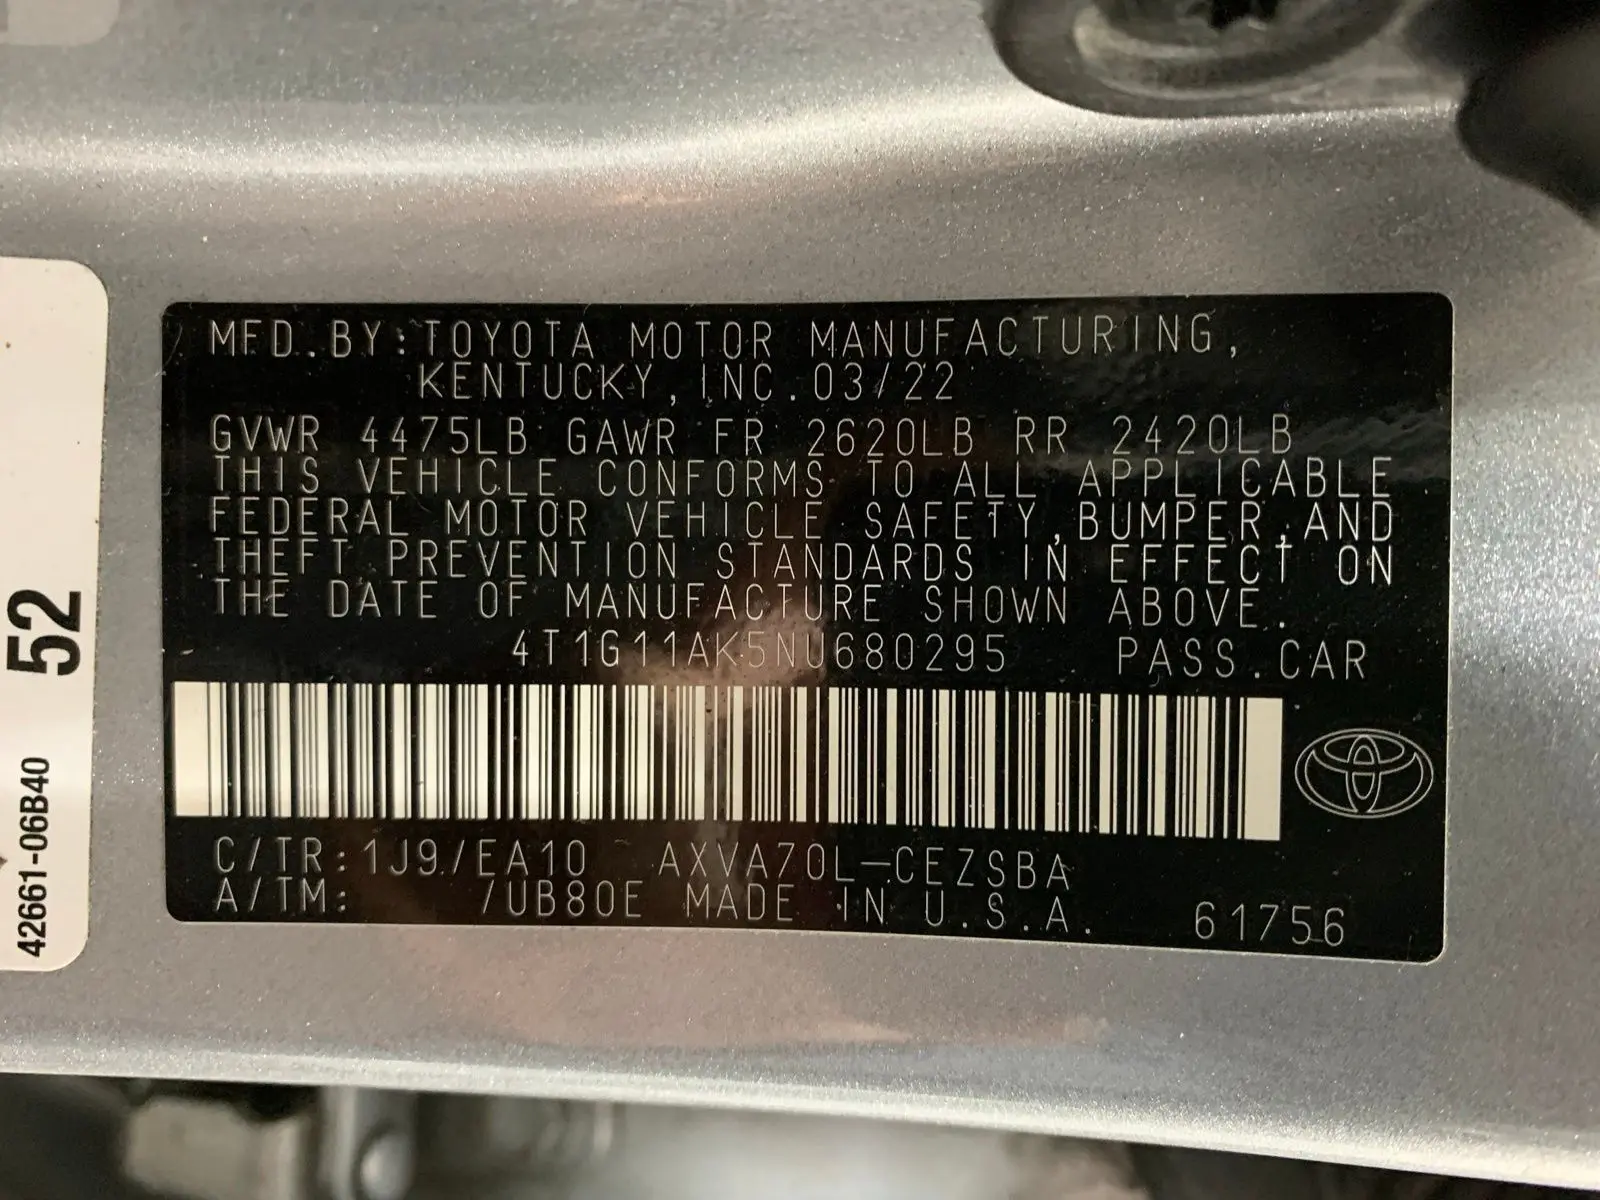 MFD. BY: TOYOTA MOTOR MANUFACTURING,
KENTUCKY, INC. 03/22
GVWR 4475LB GAWR FR 2620LB RR 2420LB
THIS VEHICLE CONFORMS TO ALL APPLICABLE
FEDERAL MOTOR VEHICLE SAFETY, BUMPER, AND
THEFT PREVENTION STANDARDS IN EFFECT ON
THE DATE OF MANUFACTURE SHOWN ABOVE.
4T1G11AK5NU680295 PASS.CAR
C/TR: 1J9/EA10 AXVA70L-CEZSBA
A/TM: /UB80E MADE IN U.S.A. 61756
52
42661-06B40